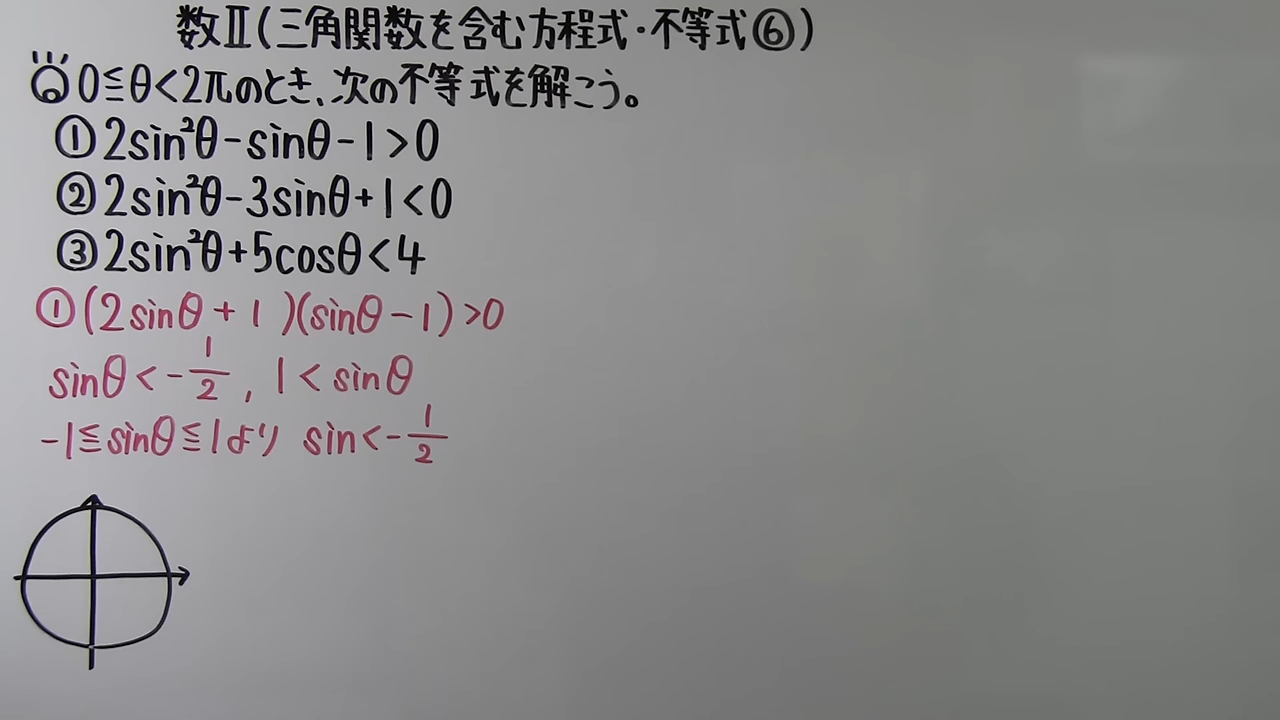 数Ⅱ(三角関数を含む方程式・不等式⑥)
0≦θ<2πのとき、次の不等式を解こう。
①2sin²θ-sinθ-1>0
②2sin²θ-3sinθ+1<0
③2sin²θ+5cosθ<4
①(2sinθ+1)(sinθ-1)>0
sinθ<-1/2, 1<sinθ
-1≦sinθ≦1より sin<-1/2